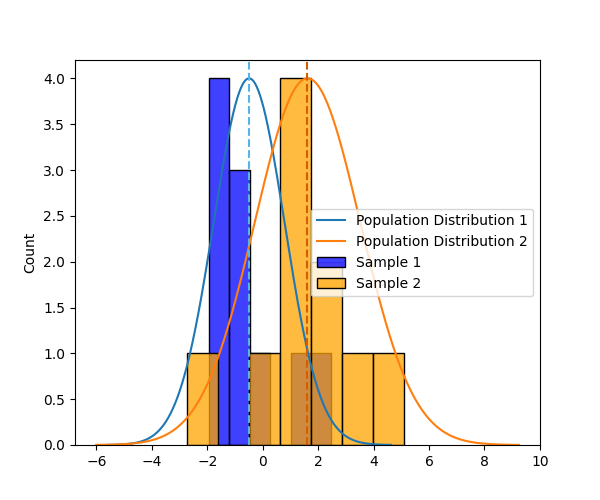 4.0
3.5
3.0
2.5
2.0
1.5
1.0
0.5
0.0
Count
Population Distribution 1
Population Distribution 2
Sample 1
Sample 2
−6 −4 −2 0 2 4 6 8 10